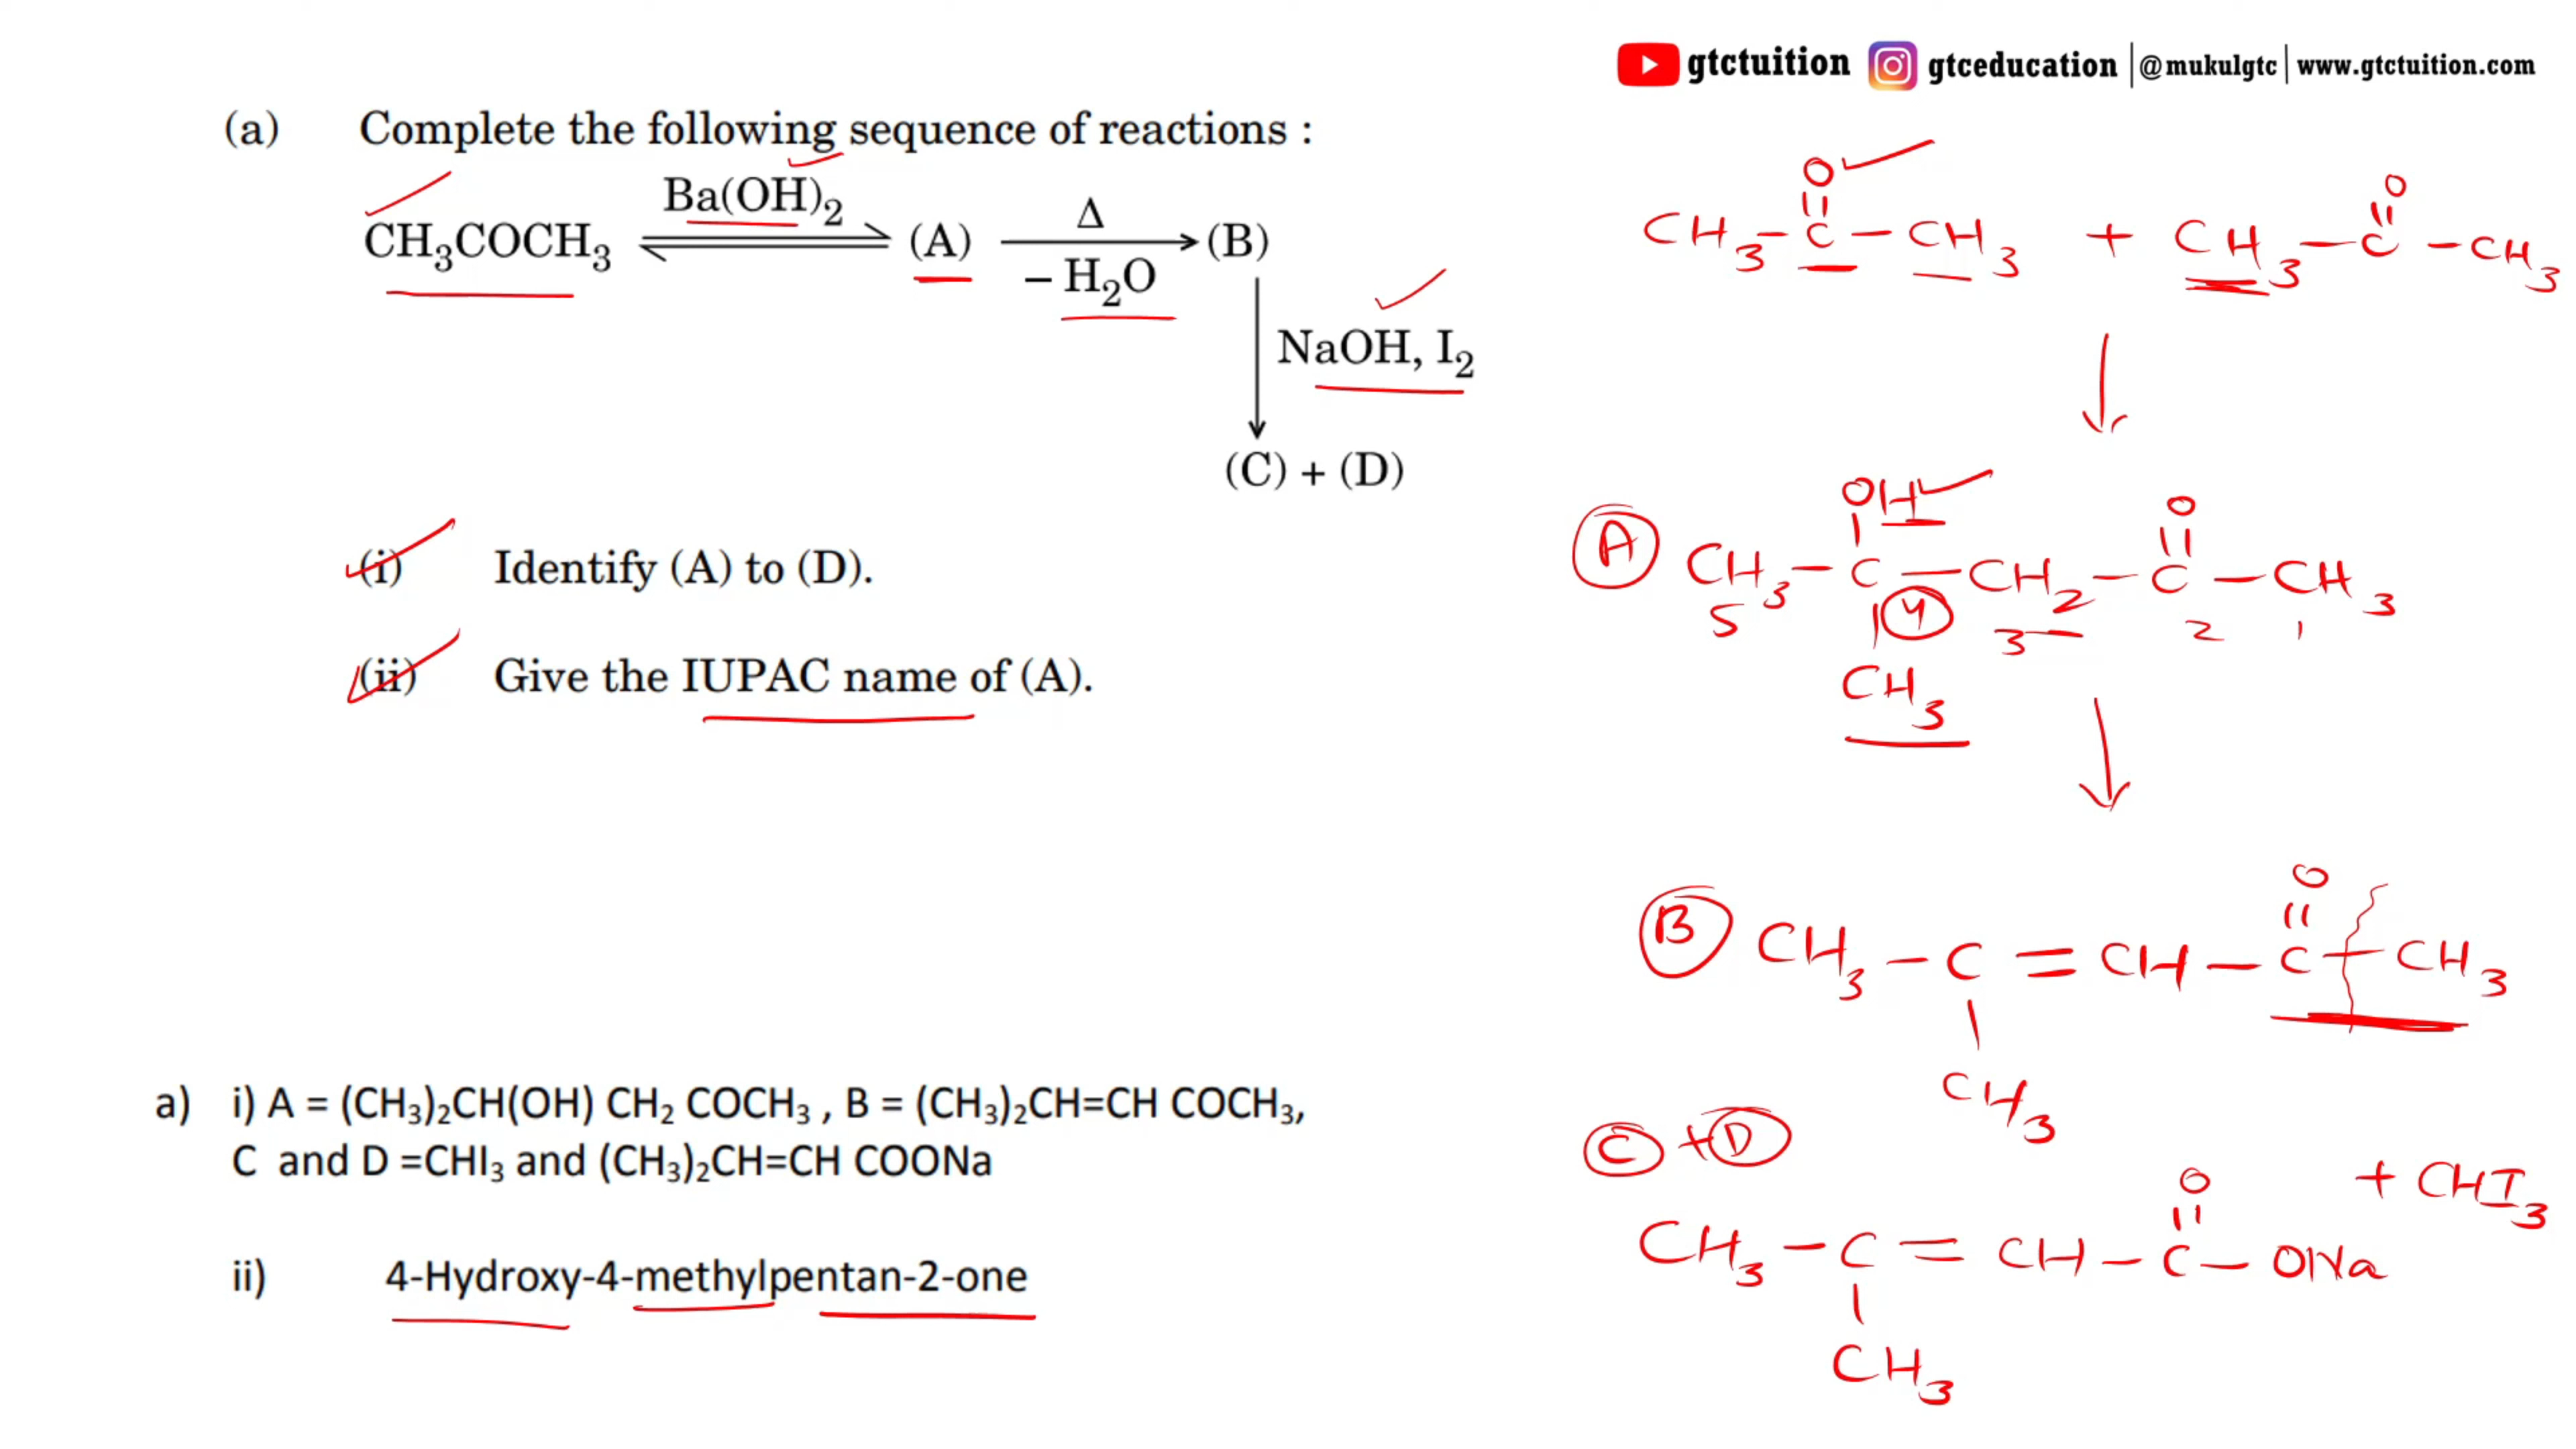 gtctuition gtceducation | @mukulgtc | www.gtctuition.com
(a) Complete the following sequence of reactions :
CH₃COCH₃ ⇌ Ba(OH)₂ (A) → Δ – H₂O (B)
NaOH, I₂
(C) + (D)
(i) Identify (A) to (D).
(ii) Give the IUPAC name of (A).
a) i) A = (CH₃)₂CH(OH) CH₂ COCH₃ , B = (CH₃)₂CH=CH COCH₃,
C and D =CHI₃ and (CH₃)₂CH=CH COONa
ii) 4-Hydroxy-4-methylpentan-2-one
O O
||  ||
CH₃ – C – CH₃ + CH₃ – C – CH₃
↓
OH O
|  ||
A CH₃ – C – CH₂ – C – CH₃
5 | 4 3 2 1
CH₃
↓
O
||
B CH₃ – C = CH – C – CH₃
|
CH₃
C + D
O + CHI₃
||
CH₃ – C = CH – C – ONa
|
CH₃